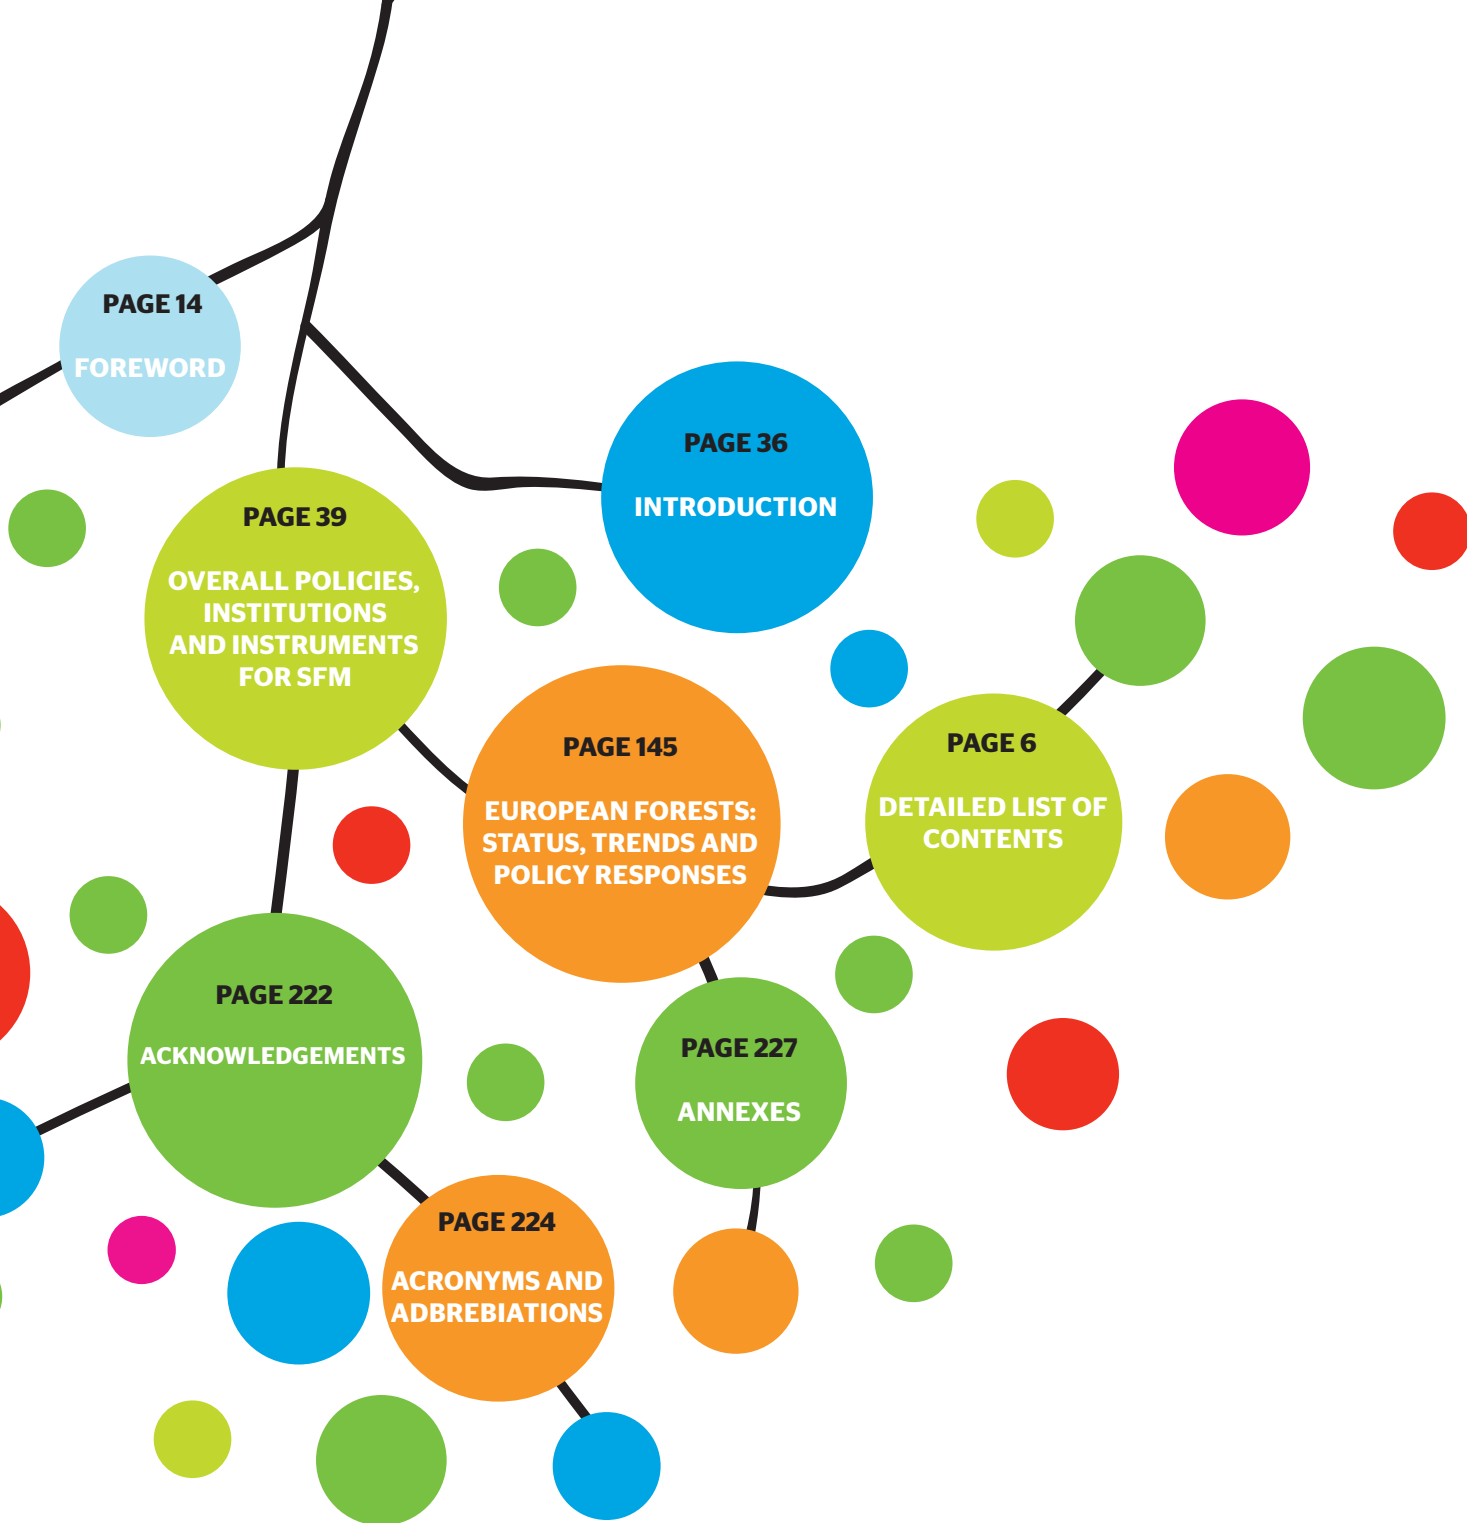 PAGE 14
FOREWORD
PAGE 36
INTRODUCTION
PAGE 39
OVERALL POLICIES,
INSTITUTIONS
AND INSTRUMENTS
FOR SFM
PAGE 145
EUROPEAN FORESTS:
STATUS, TRENDS AND
POLICY RESPONSES
PAGE 6
DETAILED LIST OF
CONTENTS
PAGE 222
ACKNOWLEDGEMENTS
PAGE 227
ANNEXES
PAGE 224
ACRONYMS AND
ADBREBIATIONS